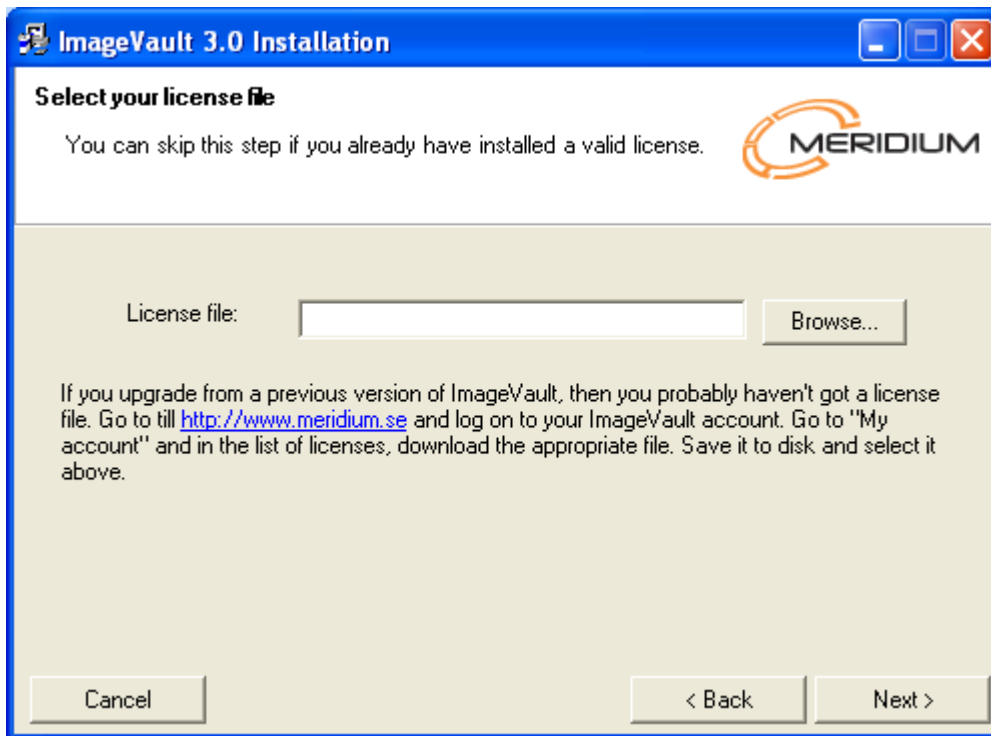 ImageVault 3.0 Installation
Select your license file
You can skip this step if you already have installed a valid license.
MERIDIUM
License file:
Browse...
If you upgrade from a previous version of ImageVault, then you probably haven't got a license
file. Go to till http://www.meridium.se and log on to your ImageVault account. Go to "My
account" and in the list of licenses, download the appropriate file. Save it to disk and select it
above.
Cancel
< Back
Next >